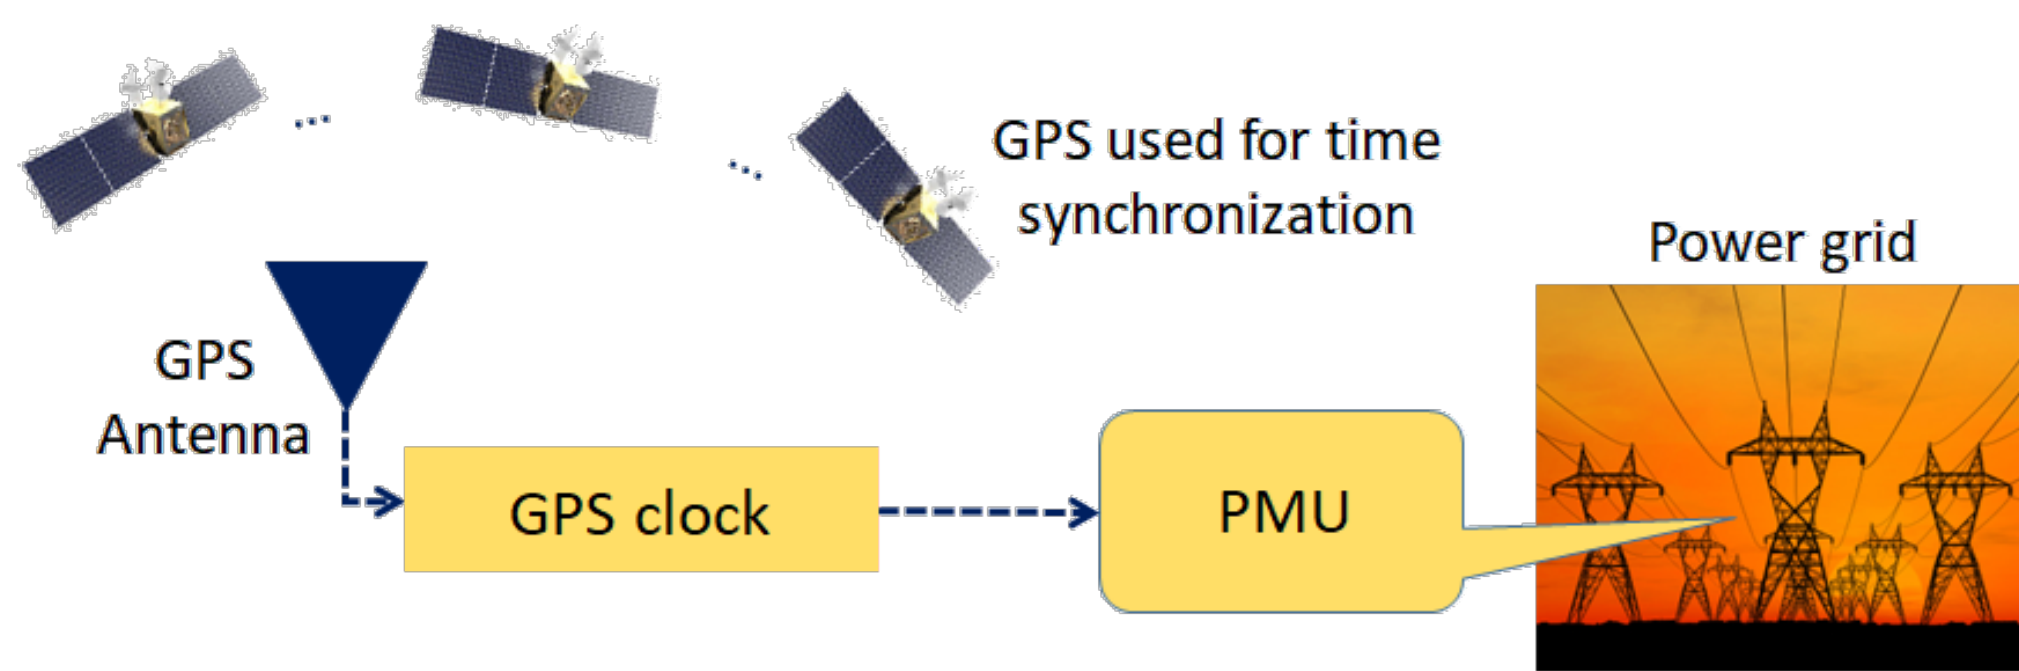 GPS used for time
synchronization
Power grid
GPS
Antenna
GPS clock
PMU